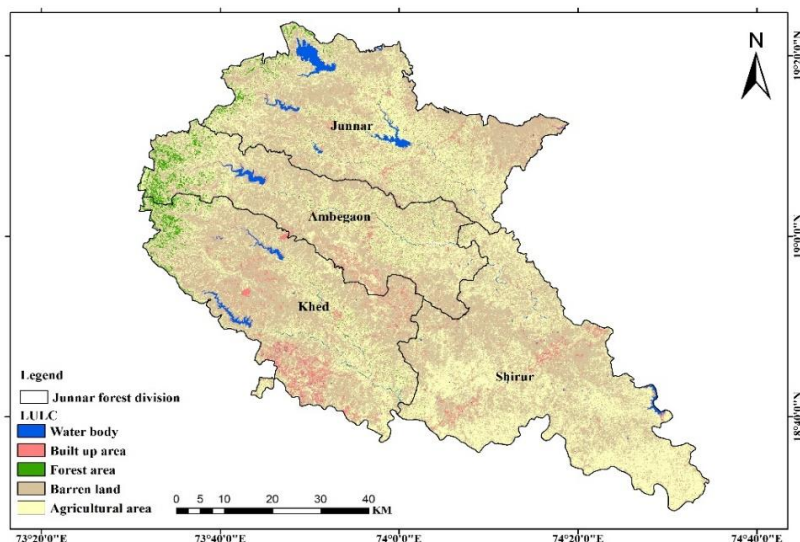 N
Junnar
Ambegaon
Khed
Shirur
Legend
Junnar forest division
LULC
Water body
Built up area
Forest area
Barren land
Agricultural area
0 5 10 20 30 40
KM
73°20'0"E 73°40'0"E 74°0'0"E 74°20'0"E 74°40'0"E
19°20'0"N
19°0'0"N
18°40'0"N